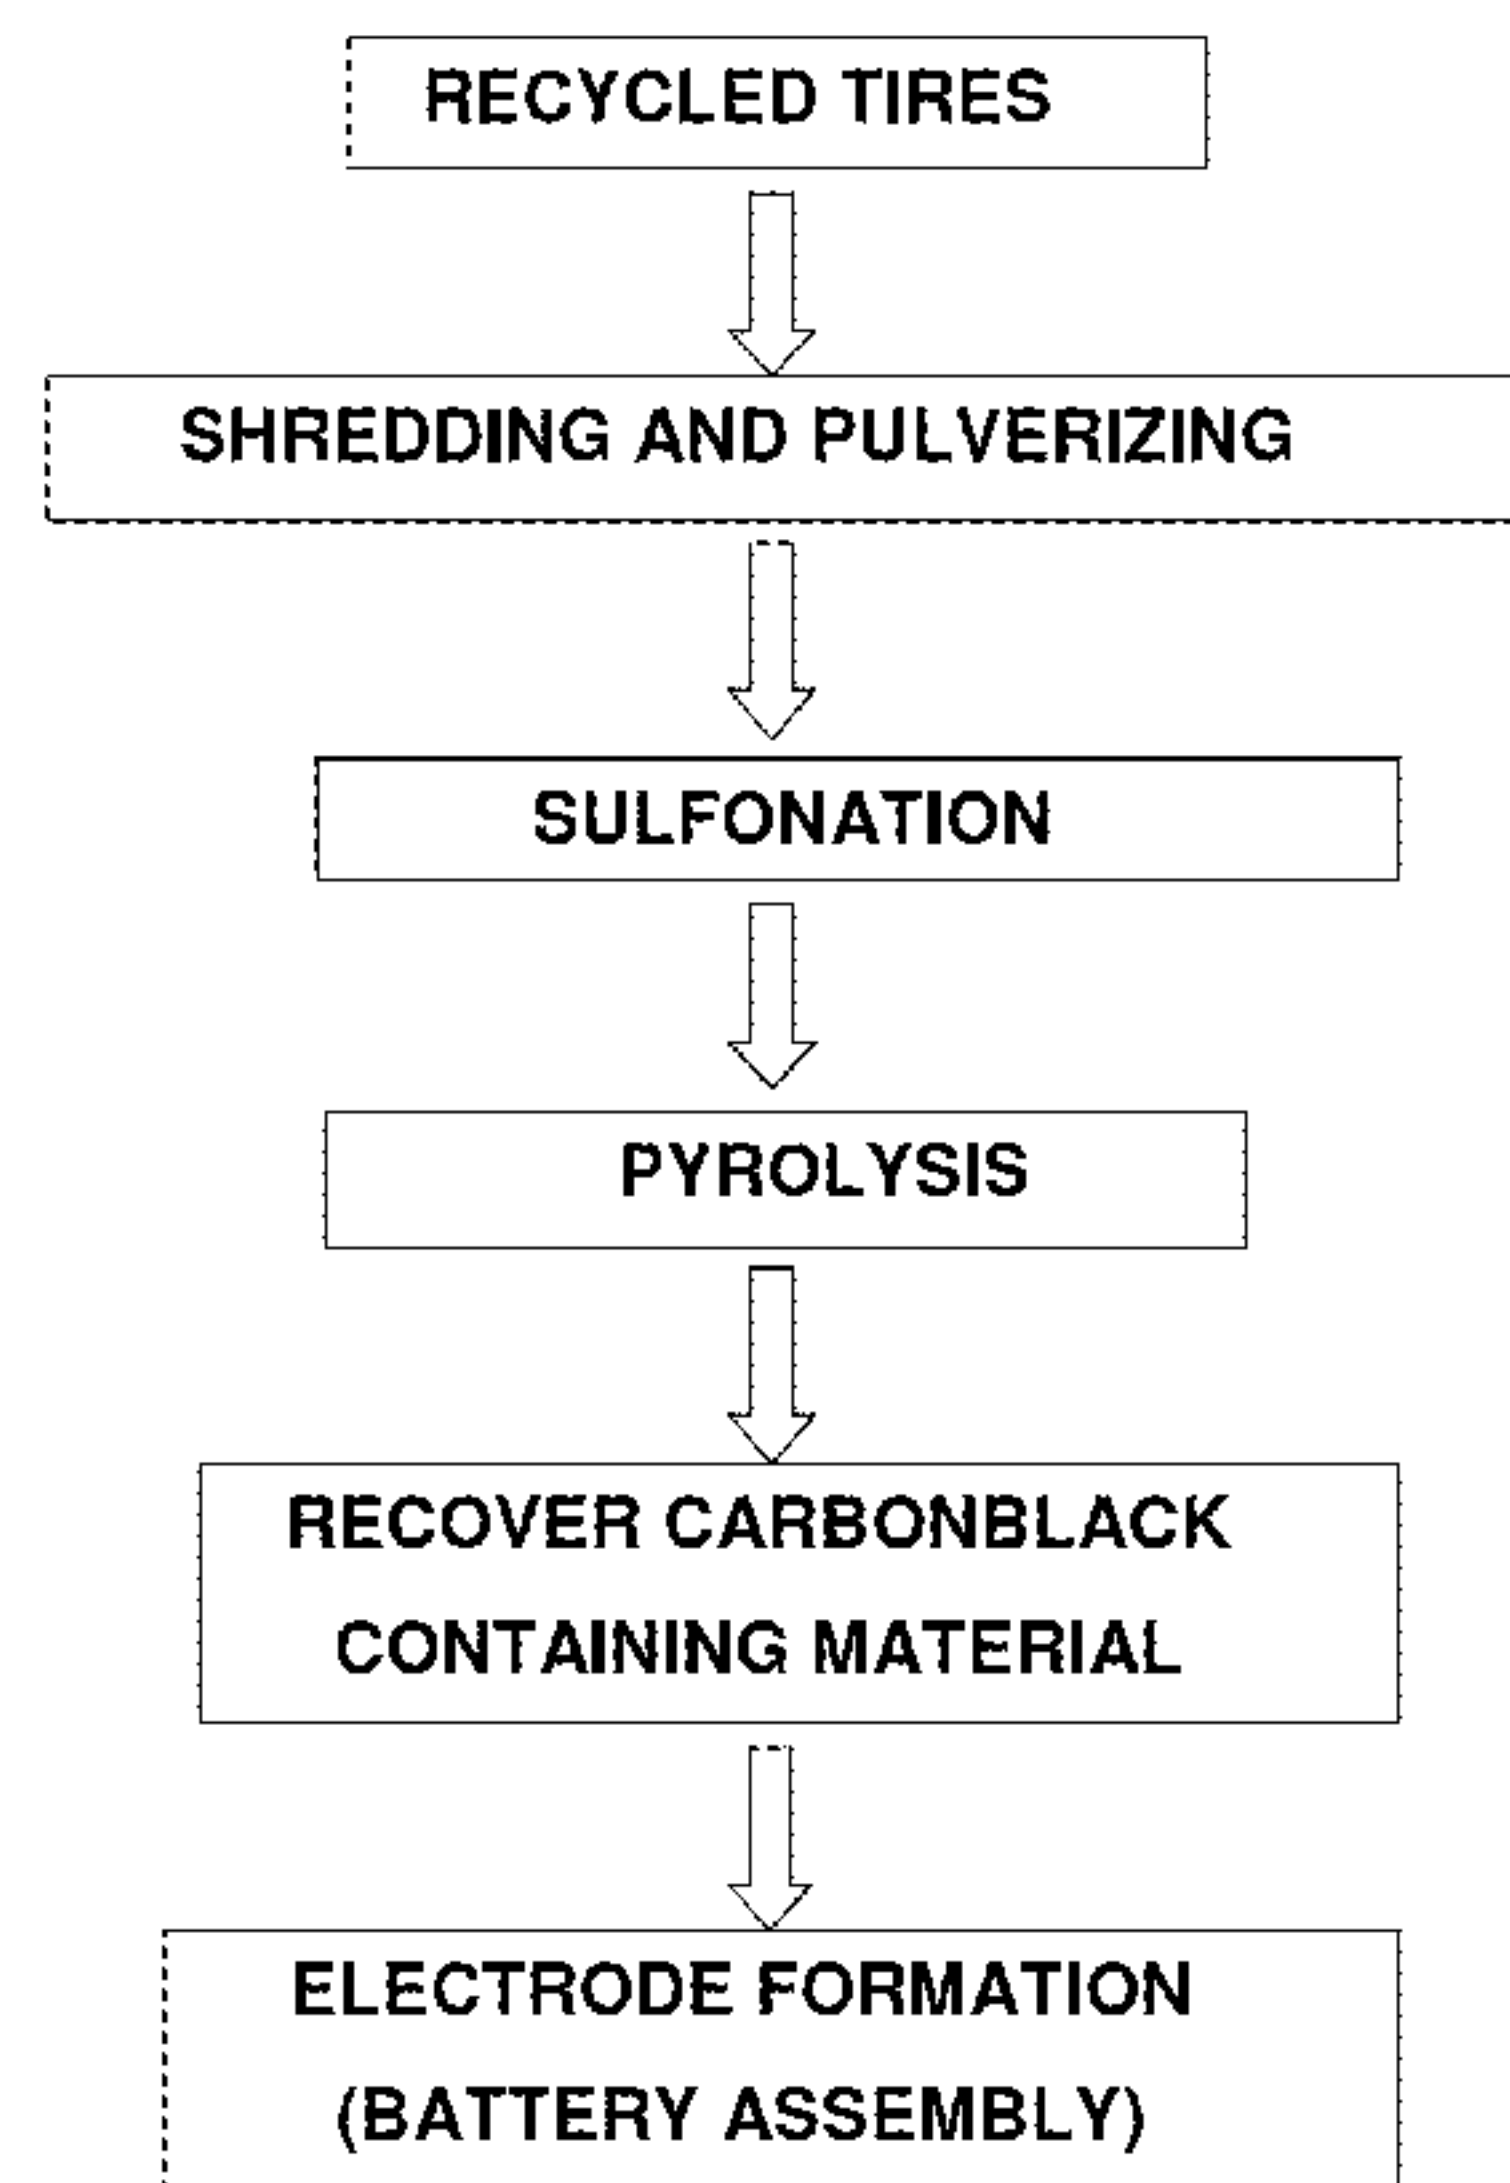 RECYCLED TIRES
SHREDDING AND PULVERIZING
SULFONATION
PYROLYSIS
RECOVER CARBONBLACK
CONTAINING MATERIAL
ELECTRODE FORMATION
(BATTERY ASSEMBLY)